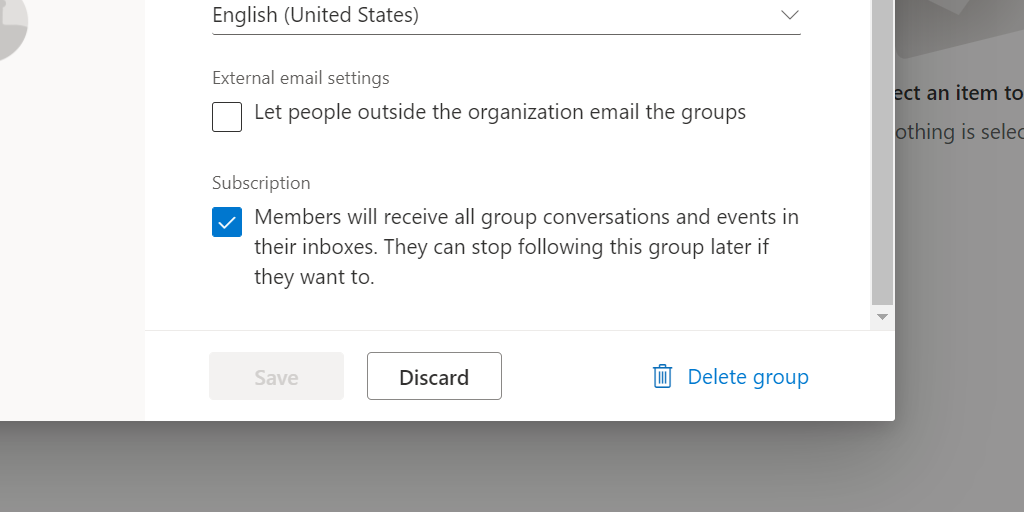 English (United States)
External email settings
Let people outside the organization email the groups
ect an item to
othing is selec
Subscription
Members will receive all group conversations and events in
their inboxes. They can stop following this group later if
they want to.
Save
Discard
Delete group